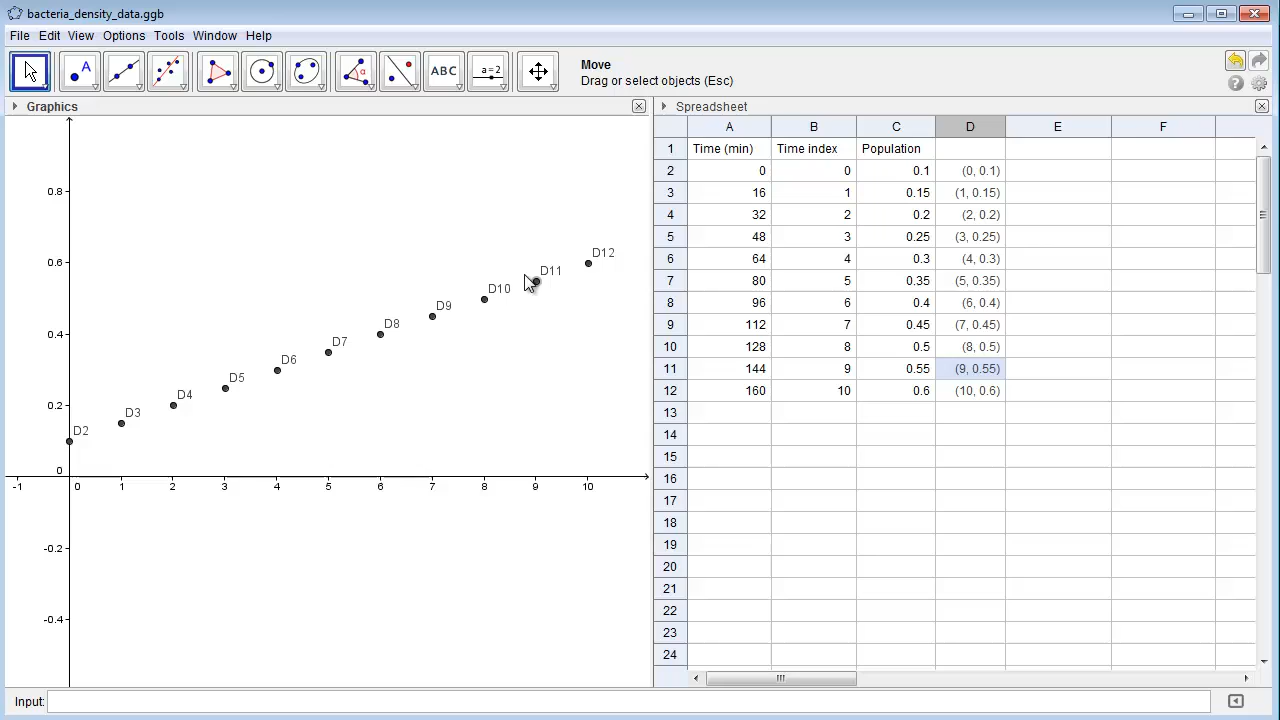 bacteria_density_data.ggb
File Edit View Options Tools Window Help
A
α
ABC
a=2
Move
Drag or select objects (Esc)
Graphics
Spreadsheet
0.8
0.6
0.4
0.2
0
-0.2
-0.4
-1 0 1 2 3 4 5 6 7 8 9 10
D2
D3
D4
D5
D6
D7
D8
D9
D10
D11
D12
A B C D E F
1 Time (min) Time index Population
2 0 0 0.1 (0, 0.1)
3 16 1 0.15 (1, 0.15)
4 32 2 0.2 (2, 0.2)
5 48 3 0.25 (3, 0.25)
6 64 4 0.3 (4, 0.3)
7 80 5 0.35 (5, 0.35)
8 96 6 0.4 (6, 0.4)
9 112 7 0.45 (7, 0.45)
10 128 8 0.5 (8, 0.5)
11 144 9 0.55 (9, 0.55)
12 160 10 0.6 (10, 0.6)
13
14
15
16
17
18
19
20
21
22
23
24
Input: